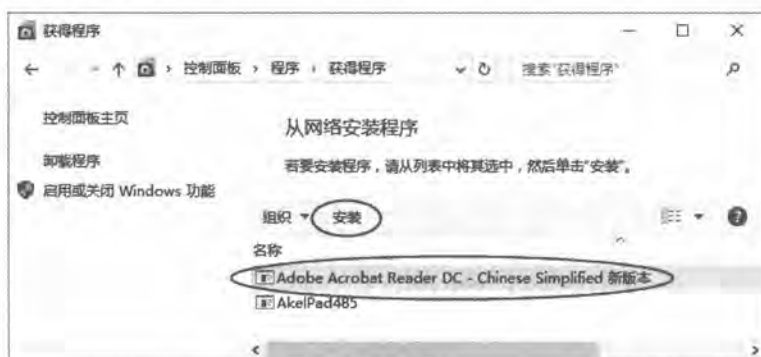 获得程序
控制面板 › 程序 › 获得程序
搜索"获得程序"
控制面板主页
卸载程序
启用或关闭 Windows 功能
从网络安装程序
若要安装程序，请从列表中将其选中，然后单击"安装"。
组织 安装
名称
Adobe Acrobat Reader DC - Chinese Simplified 新版本
AkelPad485